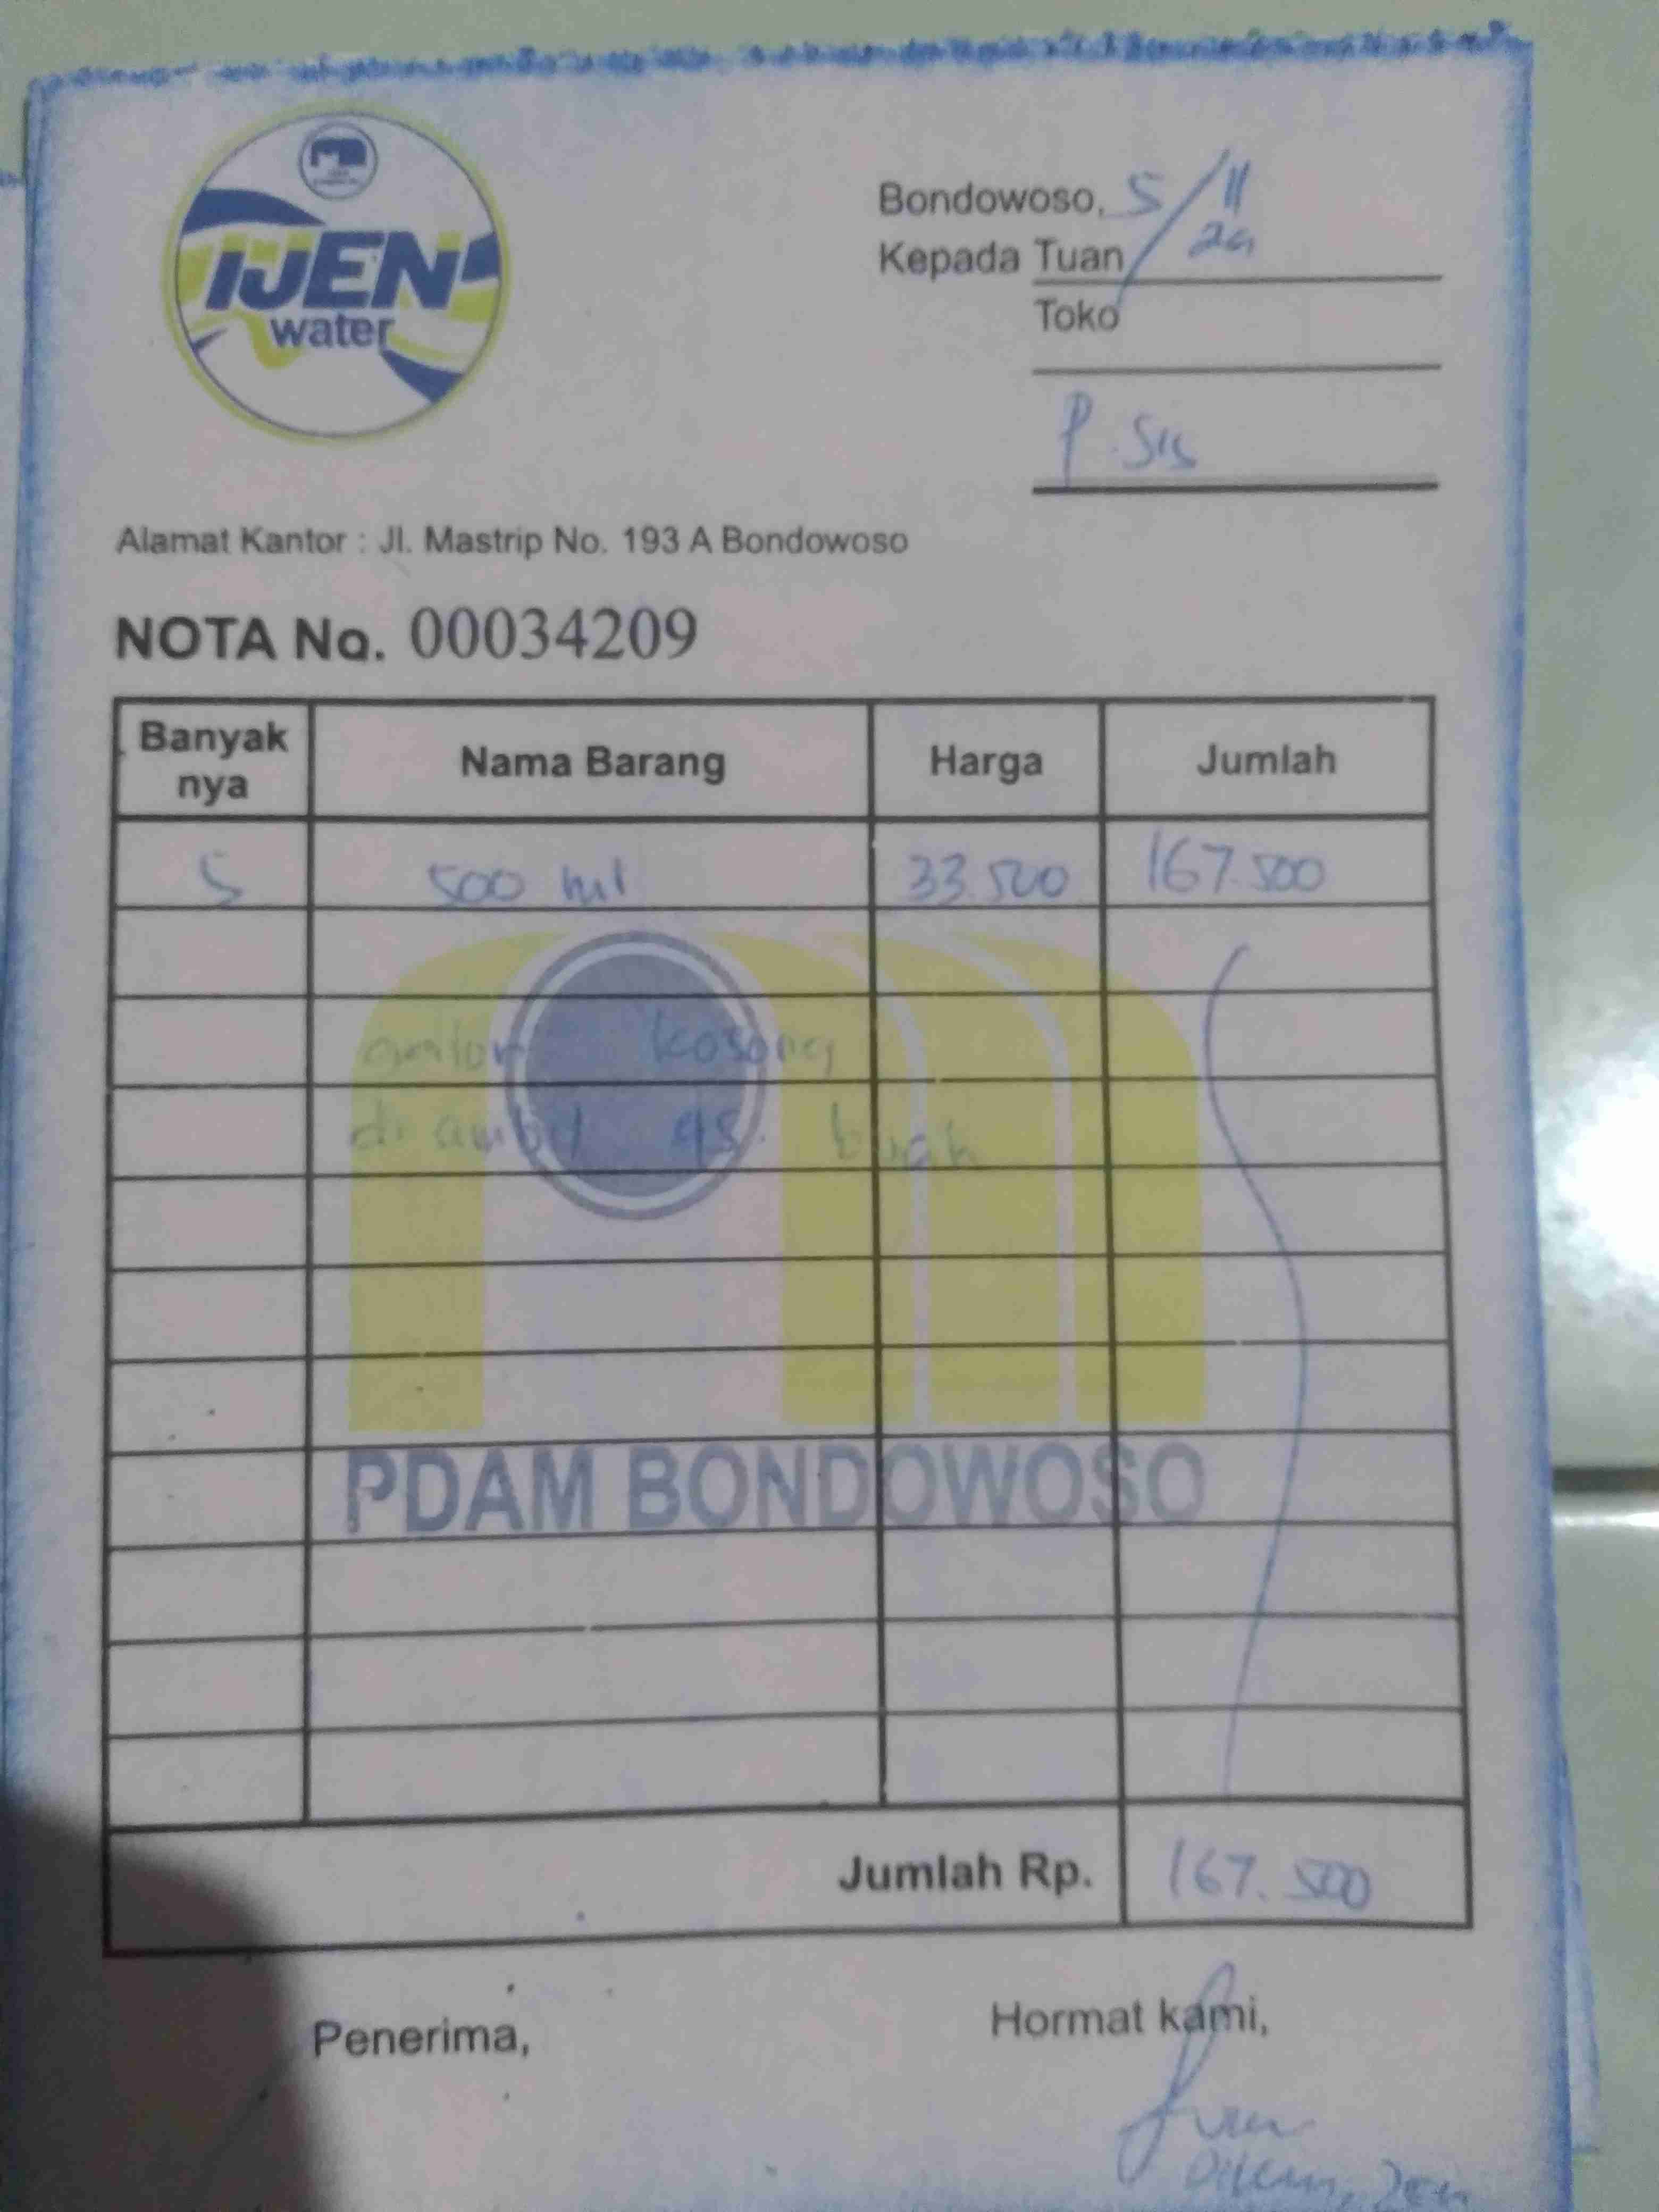 IJEN
water
Bondowoso, 5/11
24
Kepada Tuan
Toko
P. Sis
Alamat Kantor : Jl. Mastrip No. 193 A Bondowoso
NOTA No. 00034209
Banyak nya Nama Barang Harga Jumlah
5 500 ml 33.500 167.500
galon kosong
di ambil 45 buah
PDAM BONDOWOSO
Jumlah Rp. 167.500
Penerima, Hormat kami,